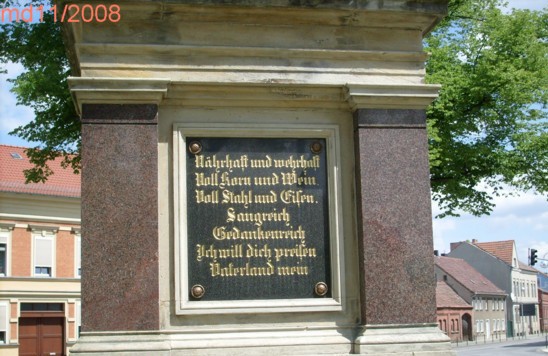 md11/2008
Nährhaft und wehrhaft
Voll Korn und Wein,
Voll Stahl und Eisen,
Sangreich
Gedankenreich
Ich will dich preisen
Vaterland mein